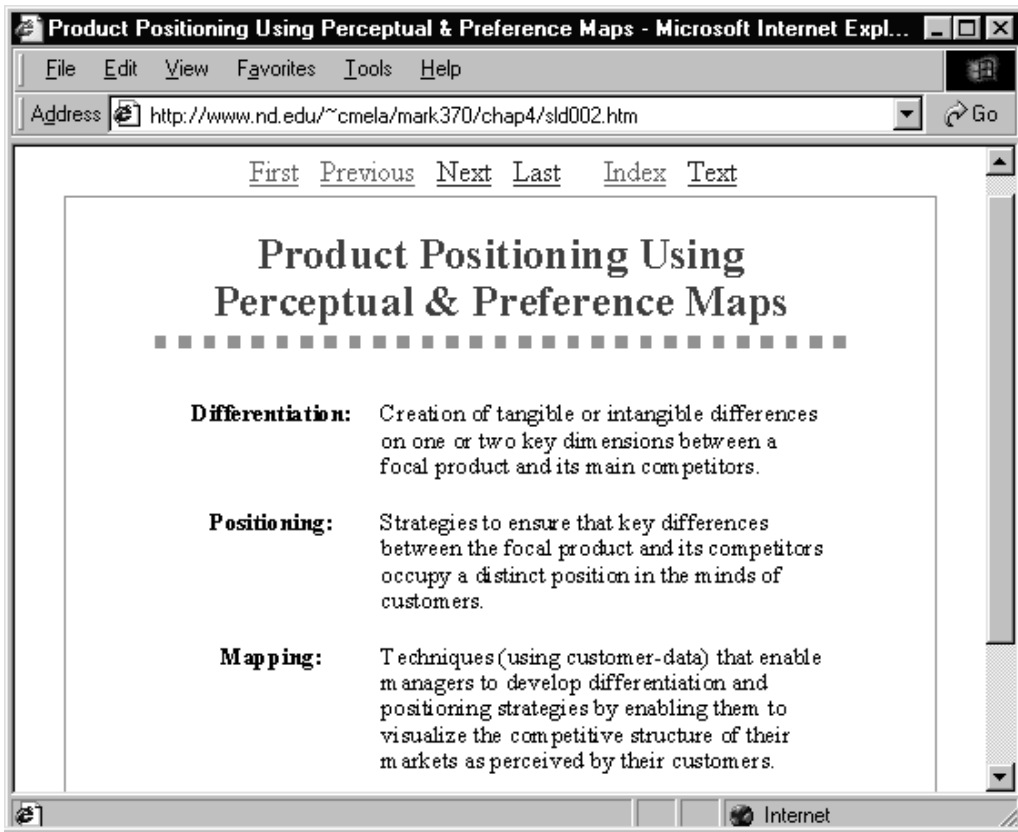 Product Positioning Using Perceptual & Preference Maps - Microsoft Internet Expl...
File Edit View Favorites Tools Help
Address http://www.nd.edu/~cmela/mark370/chap4/sld002.htm Go
First Previous Next Last Index Text
Product Positioning Using
Perceptual & Preference Maps
Differentiation: Creation of tangible or intangible differences
on one or two key dimensions between a
focal product and its main competitors.
Positioning: Strategies to ensure that key differences
between the focal product and its competitors
occupy a distinct position in the minds of
customers.
Mapping: Techniques (using customer-data) that enable
managers to develop differentiation and
positioning strategies by enabling them to
visualize the competitive structure of their
markets as perceived by their customers.
Internet